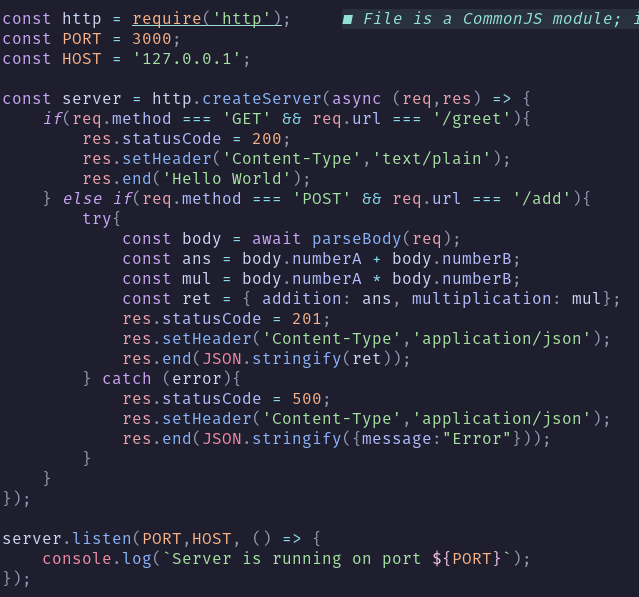 const http = require('http');     ■ File is a CommonJS module; i
const PORT = 3000;
const HOST = '127.0.0.1';

const server = http.createServer(async (req,res) => {
    if(req.method === 'GET' && req.url === '/greet'){
        res.statusCode = 200;
        res.setHeader('Content-Type','text/plain');
        res.end('Hello World');
    } else if(req.method === 'POST' && req.url === '/add'){
        try{
            const body = await parseBody(req);
            const ans = body.numberA + body.numberB;
            const mul = body.numberA * body.numberB;
            const ret = { addition: ans, multiplication: mul};
            res.statusCode = 201;
            res.setHeader('Content-Type','application/json');
            res.end(JSON.stringify(ret));
        } catch (error){
            res.statusCode = 500;
            res.setHeader('Content-Type','application/json');
            res.end(JSON.stringify({message:"Error"}));
        }
    }
});

server.listen(PORT,HOST, () => {
    console.log(`Server is running on port ${PORT}`);
});